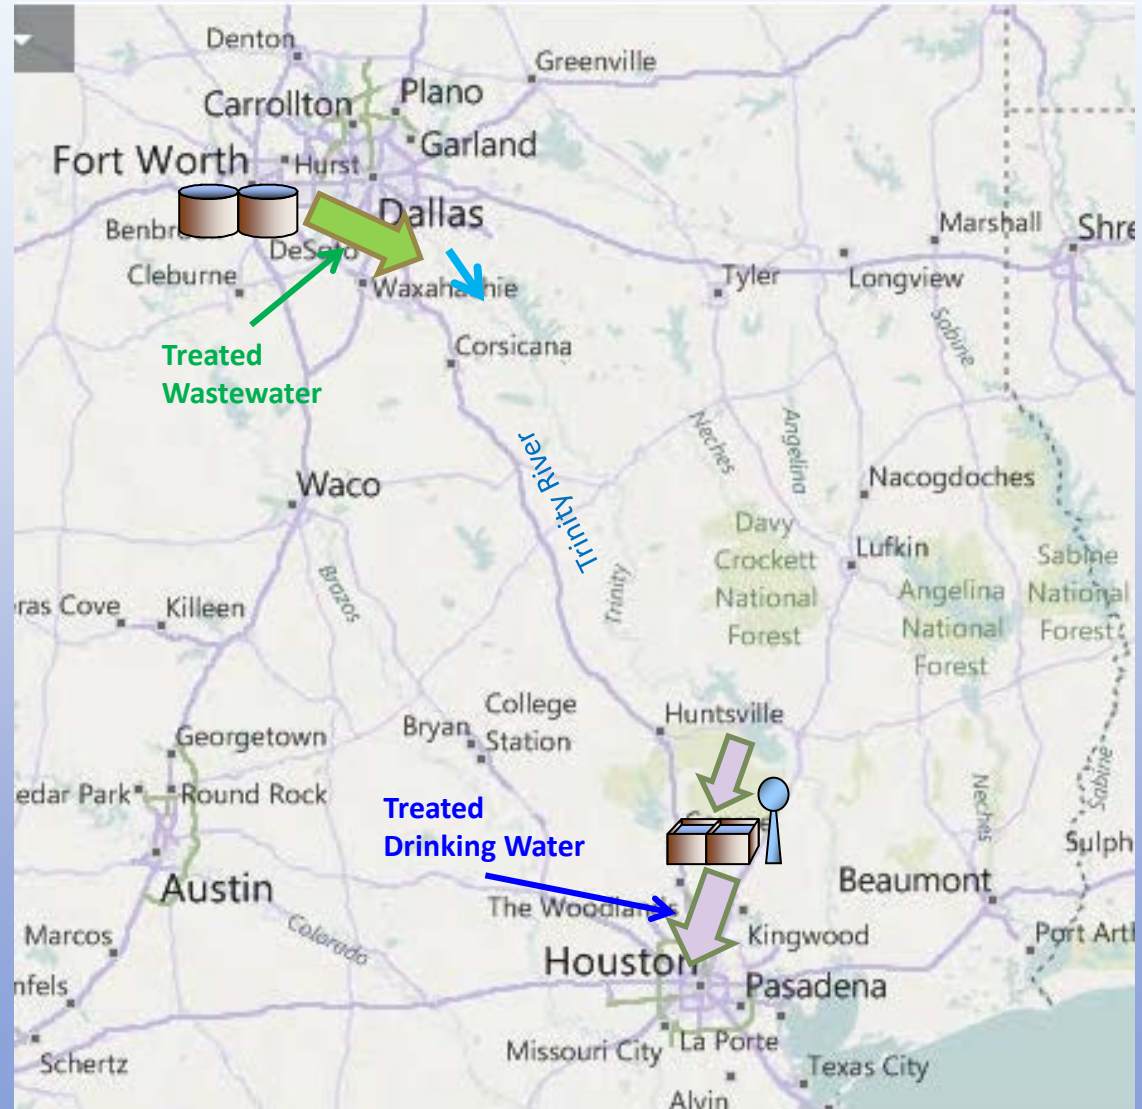 Denton
Greenville
Plano
Carrollton
Garland
Fort Worth
Hurst
Dallas
Marshall
Shre
DeSoto
Cleburne
Waxahachie
Tyler
Longview
Sabine
Treated
Wastewater
Corsicana
Neches
Angelina
Trinity River
Waco
Nacogdoches
Davy
Crockett
National
Forest
Lufkin
Sabine
National
Forest
Angelina
National
Forest
Trinity
Brazos
ras Cove
Killeen
College
Station
Bryan
Huntsville
Georgetown
edar Park
Round Rock
Neches
Sabine
Treated
Drinking Water
Sulph
Beaumont
Austin
The Woodlands
Kingwood
Port Art
Marcos
Colorado
Houston
Pasadena
nfels
Missouri City
La Porte
Schertz
Texas City
Alvin